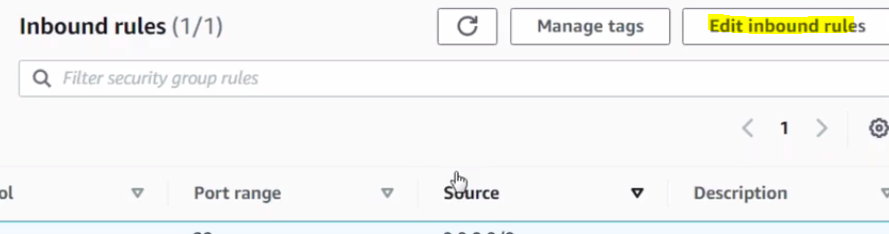 Inbound rules (1/1) Manage tags Edit inbound rules
Filter security group rules
1
ol Port range Source Description